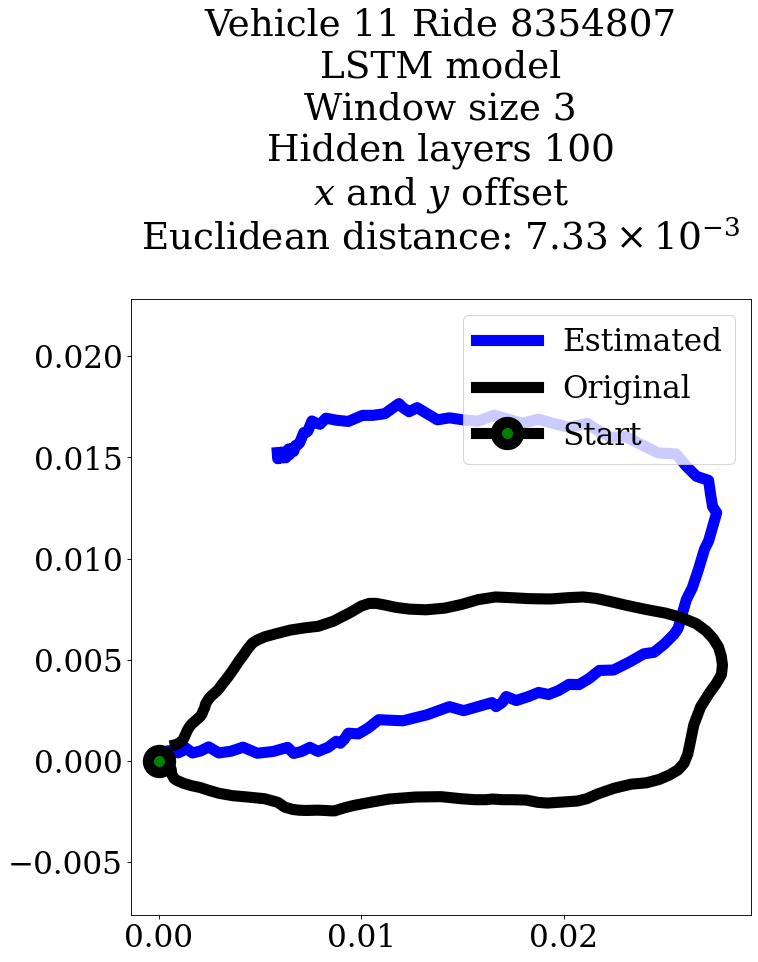 Vehicle 11 Ride 8354807
LSTM model
Window size 3
Hidden layers 100
x and y offset
Euclidean distance: 7.33 × 10⁻³
Estimated
Original
Start
0.020
0.015
0.010
0.005
0.000
−0.005
0.00 0.01 0.02